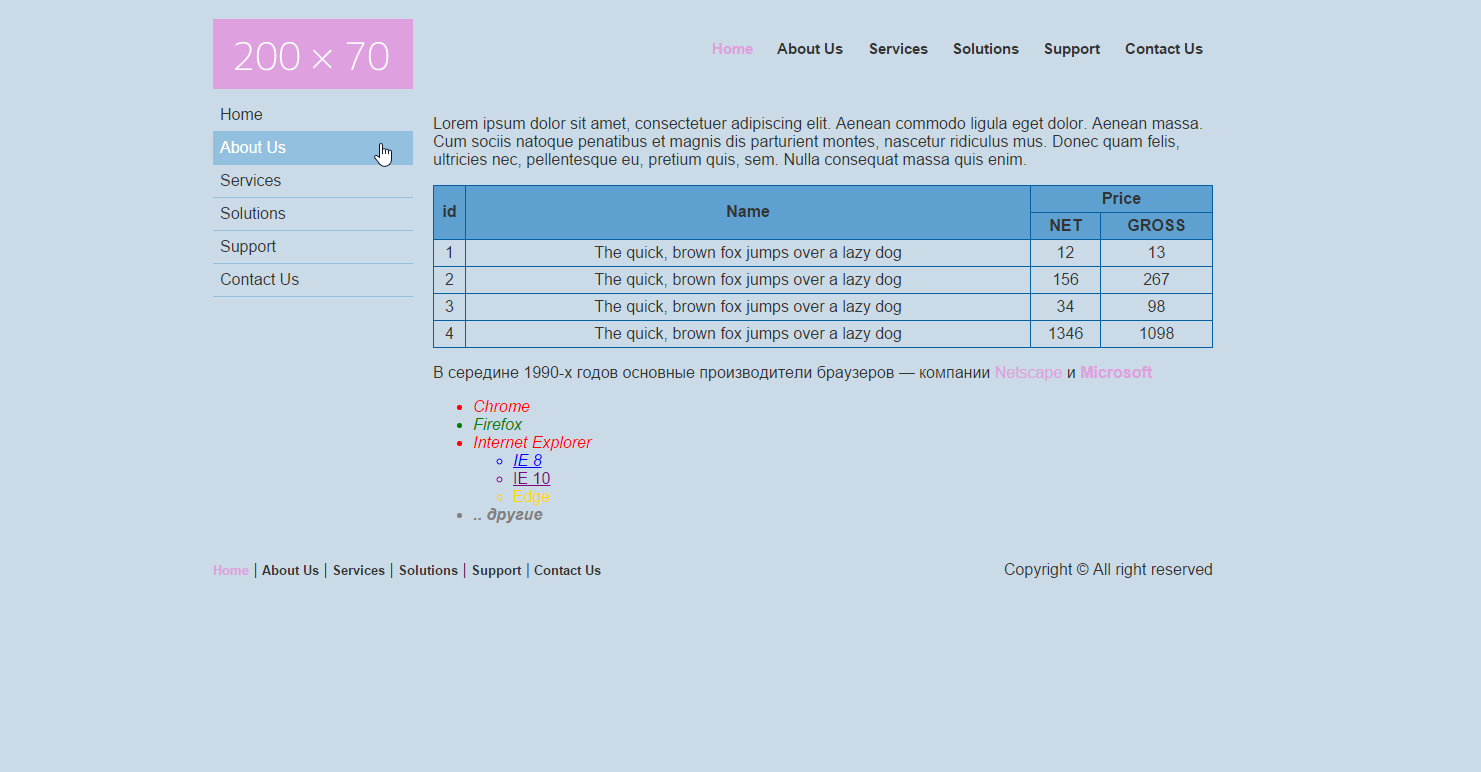 200 × 70
Home About Us Services Solutions Support Contact Us
Home
About Us
Services
Solutions
Support
Contact Us
Lorem ipsum dolor sit amet, consectetuer adipiscing elit. Aenean commodo ligula eget dolor. Aenean massa.
Cum sociis natoque penatibus et magnis dis parturient montes, nascetur ridiculus mus. Donec quam felis,
ultricies nec, pellentesque eu, pretium quis, sem. Nulla consequat massa quis enim.
id Name Price
NET GROSS
1 The quick, brown fox jumps over a lazy dog 12 13
2 The quick, brown fox jumps over a lazy dog 156 267
3 The quick, brown fox jumps over a lazy dog 34 98
4 The quick, brown fox jumps over a lazy dog 1346 1098
В середине 1990-х годов основные производители браузеров — компании Netscape и Microsoft
Chrome
Firefox
Internet Explorer
IE 8
IE 10
Edge
.. другие
Home | About Us | Services | Solutions | Support | Contact Us
Copyright © All right reserved